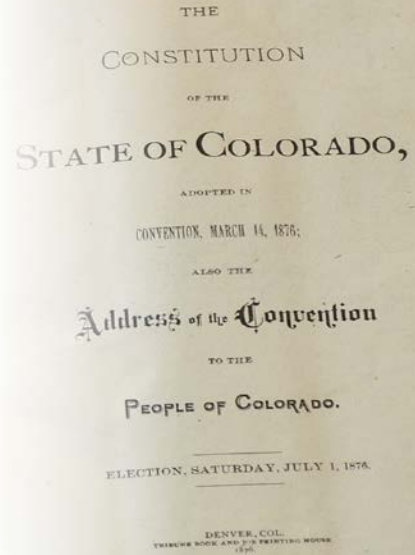 THE
CONSTITUTION
OF THE
STATE OF COLORADO,
ADOPTED IN
CONVENTION, MARCH 14, 1876;
ALSO THE
Address of the Convention
TO THE
PEOPLE OF COLORADO.
ELECTION, SATURDAY, JULY 1, 1876.
DENVER, COL.
TRIBUNE BOOK AND JOB PRINTING HOUSE
1876.